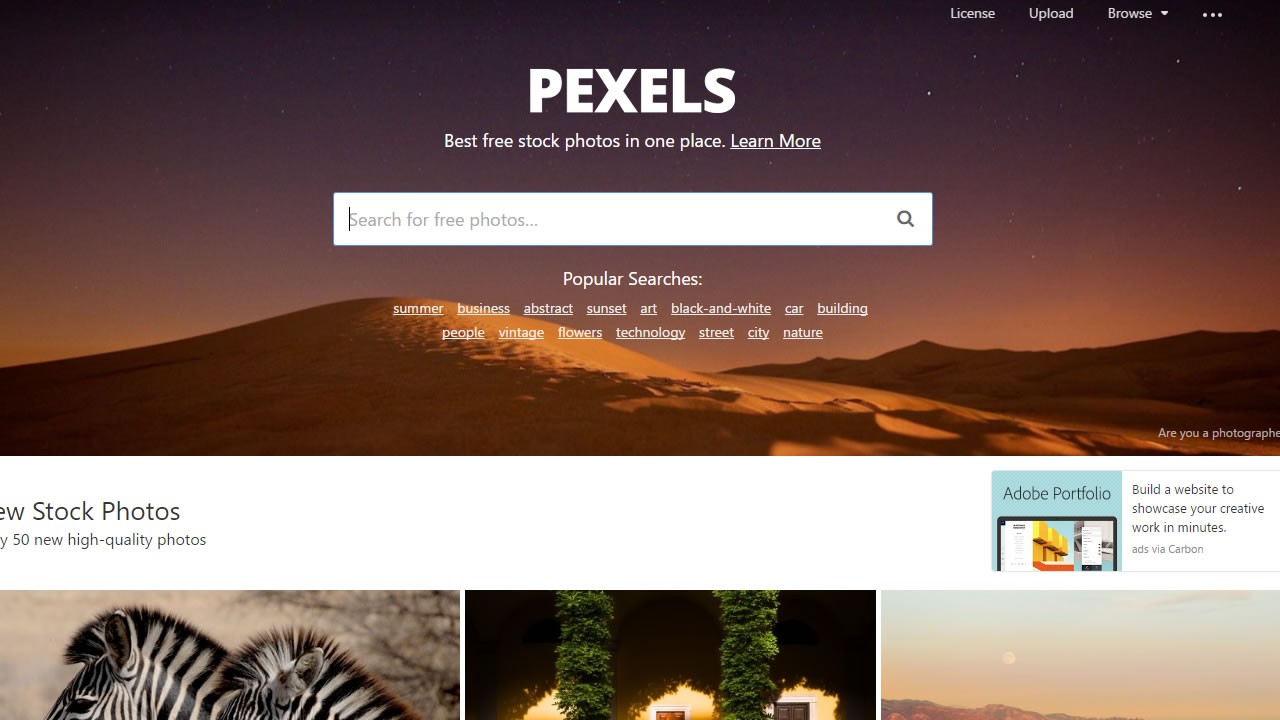 License Upload Browse
PEXELS
Best free stock photos in one place. Learn More
Search for free photos...
Popular Searches:
summer business abstract sunset art black-and-white car building
people vintage flowers technology street city nature
Are you a photographe
ew Stock Photos
y 50 new high-quality photos
Adobe Portfolio
Build a website to
showcase your creative
work in minutes.
ads via Carbon